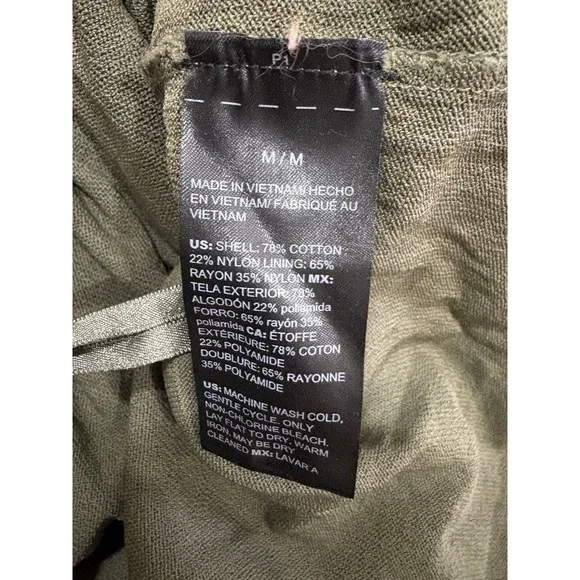 P1
M / M
MADE IN VIETNAM/ HECHO
EN VIETNAM/ FABRIQUÉ AU
VIETNAM
US: SHELL: 78% COTTON
22% NYLON LINING: 65%
RAYON 35% NYLON MX:
TELA EXTERIOR: 78%
ALGODÓN 22% poliamida
FORRO: 65% rayón 35%
poliamida CA: ÉTOFFE
EXTÉRIEURE: 78% COTON
22% POLYAMIDE
DOUBLURE: 65% RAYONNE
35% POLYAMIDE
US: MACHINE WASH COLD,
GENTLE CYCLE. ONLY
NON-CHLORINE BLEACH.
LAY FLAT TO DRY. WARM
IRON. MAY BE DRY
CLEANED MX: LAVAR A